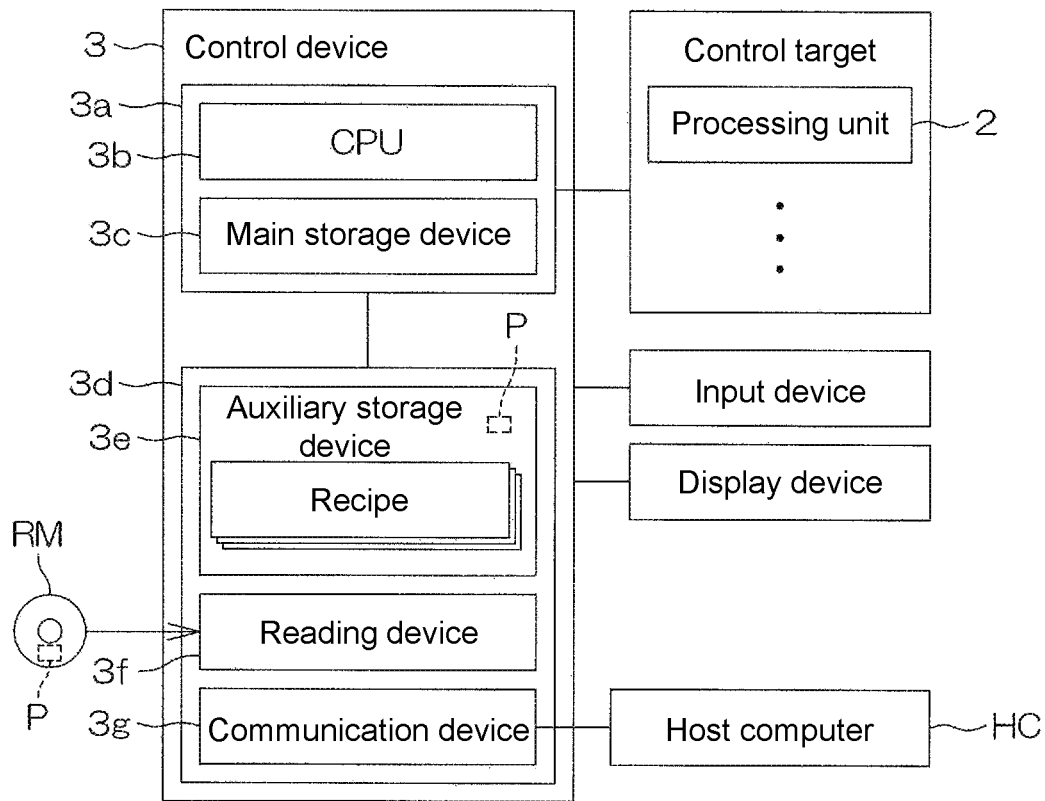 3
Control device
Control target
3a
CPU
3b
Processing unit
2
3c
Main storage device
P
3d
Auxiliary storage
device
3e
Recipe
Input device
Display device
RM
Reading device
3f
P
3g
Communication device
Host computer
HC